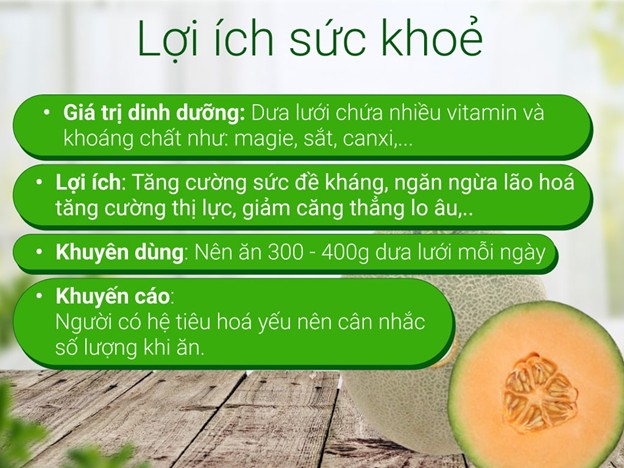 Lợi ích sức khoẻ
• Giá trị dinh dưỡng: Dưa lưới chứa nhiều vitamin và
khoáng chất như: magie, sắt, canxi,...
• Lợi ích: Tăng cường sức đề kháng, ngăn ngừa lão hoá
tăng cường thị lực, giảm căng thẳng lo âu,..
• Khuyên dùng: Nên ăn 300 - 400g dưa lưới mỗi ngày
• Khuyến cáo:
Người có hệ tiêu hoá yếu nên cân nhắc
số lượng khi ăn.